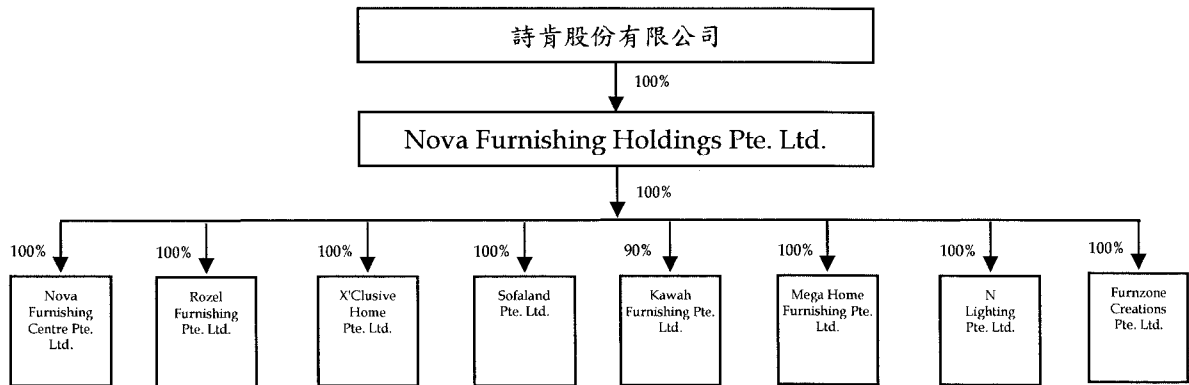 詩肯股份有限公司
100%
Nova Furnishing Holdings Pte. Ltd.
100%
100%
100%
100%
100%
90%
100%
100%
100%
Nova
Furnishing
Centre Pte.
Ltd.
Rozel
Furnishing
Pte. Ltd.
X'Clusive
Home
Pte. Ltd.
Sofaland
Pte. Ltd.
Kawah
Furnishing Pte.
Ltd.
Mega Home
Furnishing Pte.
Ltd.
N
Lighting
Pte. Ltd.
Furnzone
Creations
Pte. Ltd.